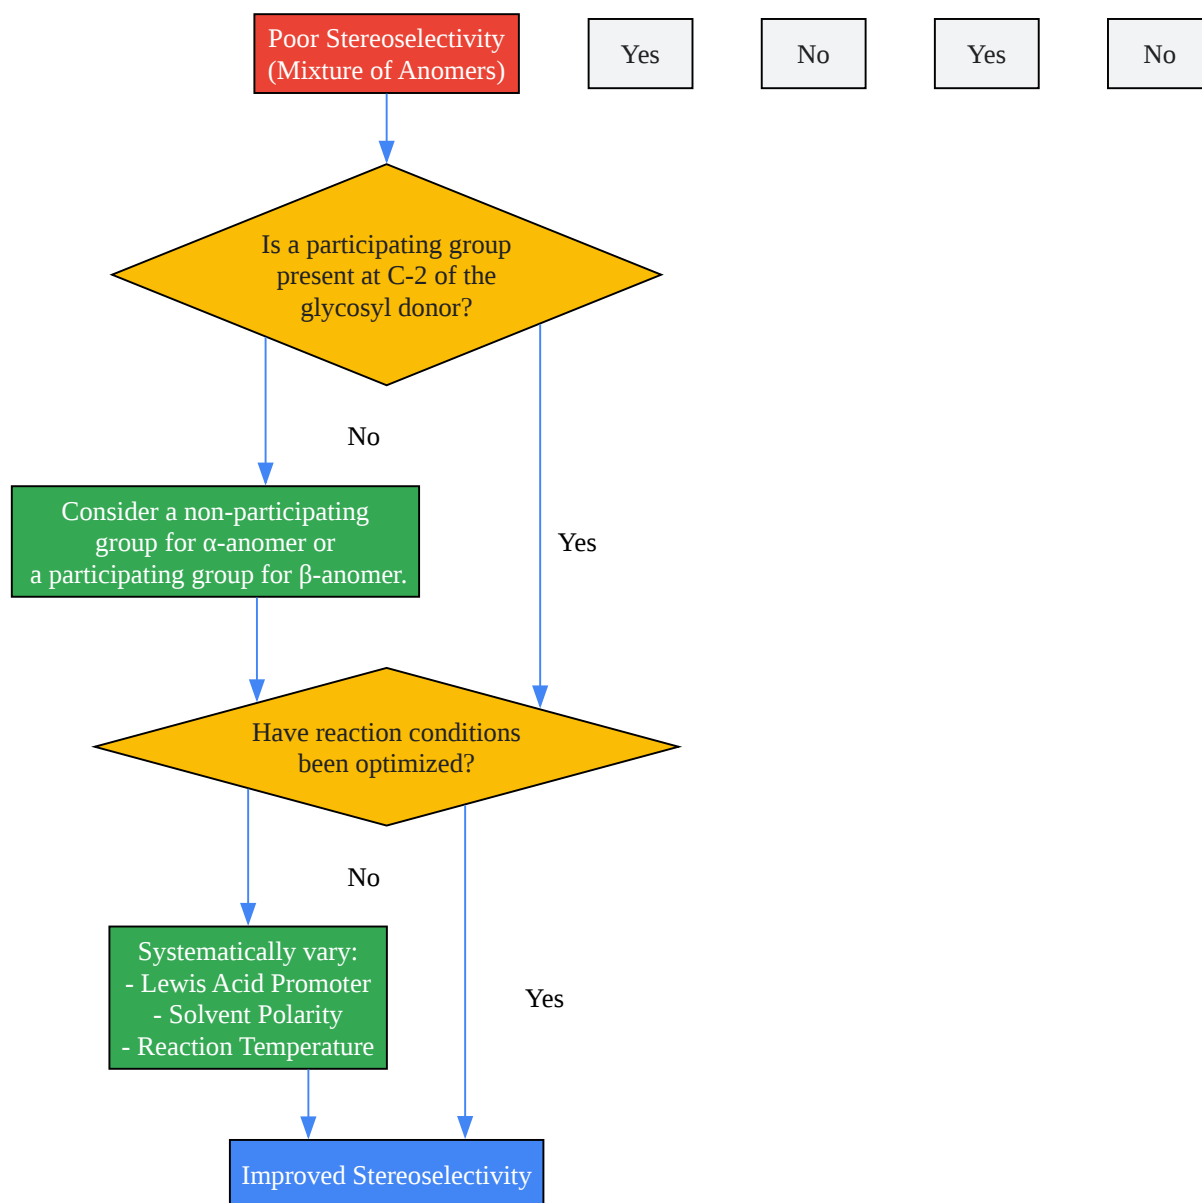 Poor Stereoselectivity
(Mixture of Anomers)
Yes
No
Yes
No
Is a participating group
present at C-2 of the
glycosyl donor?
No
Consider a non-participating
group for α-anomer or
a participating group for β-anomer.
Yes
Have reaction conditions
been optimized?
No
Systematically vary:
- Lewis Acid Promoter
- Solvent Polarity
- Reaction Temperature
Yes
Improved Stereoselectivity